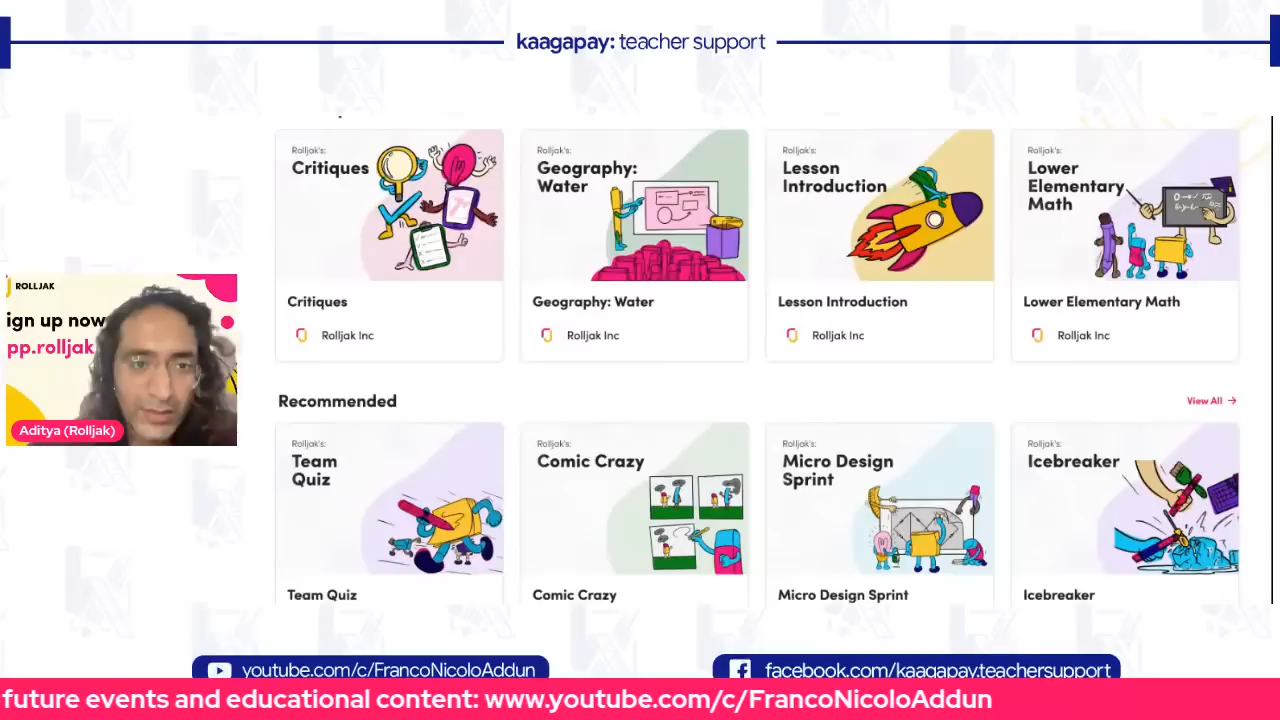 kaagapay: teacher support
Rolljak's:
Critiques
Critiques
Rolljak Inc
Rolljak's:
Geography:
Water
Geography: Water
Rolljak Inc
Rolljak's:
Lesson
Introduction
Lesson Introduction
Rolljak Inc
Rolljak's:
Lower
Elementary
Math
Lower Elementary Math
Rolljak Inc
ROLLJAK
ign up now
pp.rolljak
Aditya (Rolljak)
Recommended
View All →
Rolljak's:
Team
Quiz
Team Quiz
Rolljak's:
Comic Crazy
Comic Crazy
Rolljak's:
Micro Design
Sprint
Micro Design Sprint
Rolljak's:
Icebreaker
Icebreaker
youtube.com/c/FrancoNicoloAddun
facebook.com/kaagapay.teachersupport
future events and educational content: www.youtube.com/c/FrancoNicoloAddun